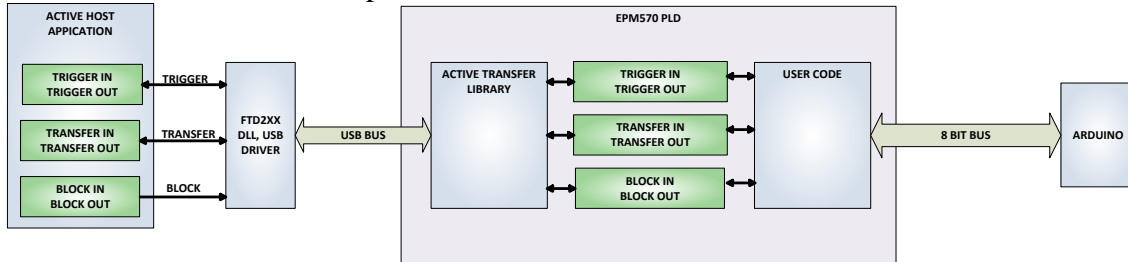 ACTIVE HOST
APPICATION
TRIGGER IN
TRIGGER OUT
TRIGGER
TRANSFER IN
TRANSFER OUT
TRANSFER
BLOCK IN
BLOCK OUT
BLOCK
FTD2XX
DLL, USB
DRIVER
USB BUS
EPM570 PLD
ACTIVE TRANSFER
LIBRARY
TRIGGER IN
TRIGGER OUT
TRANSFER IN
TRANSFER OUT
BLOCK IN
BLOCK OUT
USER CODE
8 BIT BUS
ARDUINO